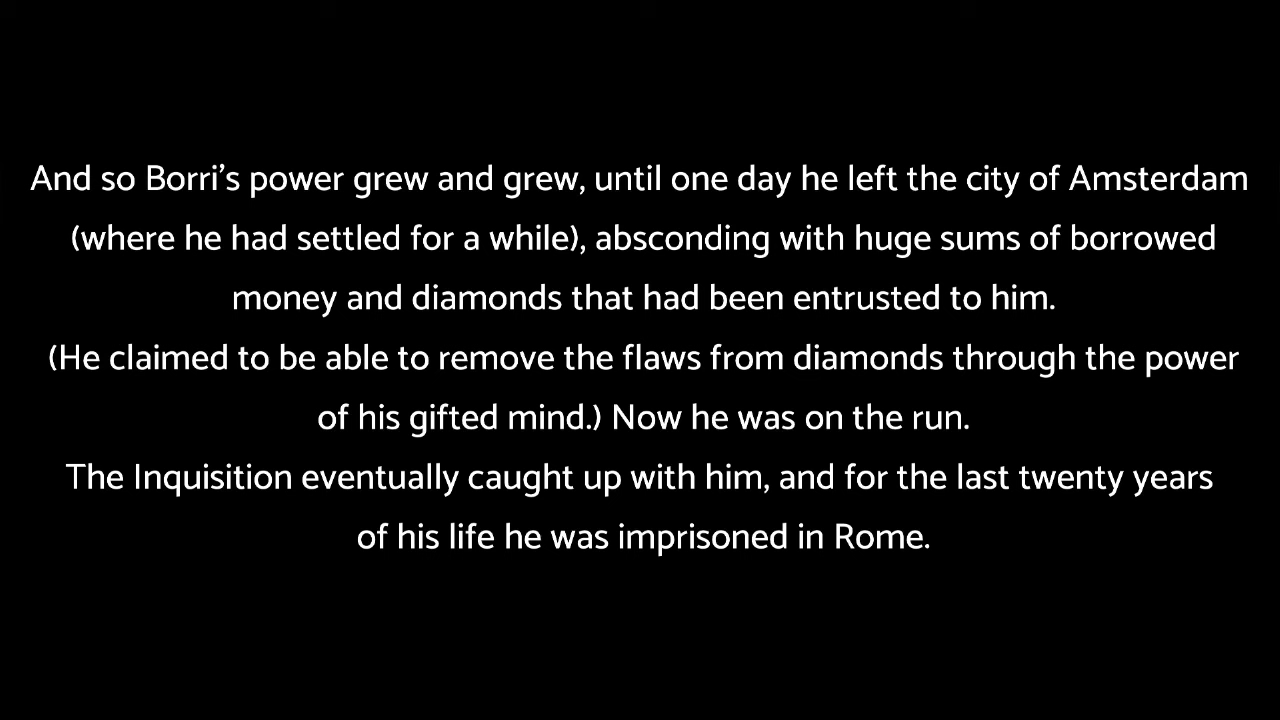 And so Borri’s power grew and grew, until one day he left the city of Amsterdam
(where he had settled for a while), absconding with huge sums of borrowed
money and diamonds that had been entrusted to him.
(He claimed to be able to remove the flaws from diamonds through the power
of his gifted mind.) Now he was on the run.
The Inquisition eventually caught up with him, and for the last twenty years
of his life he was imprisoned in Rome.